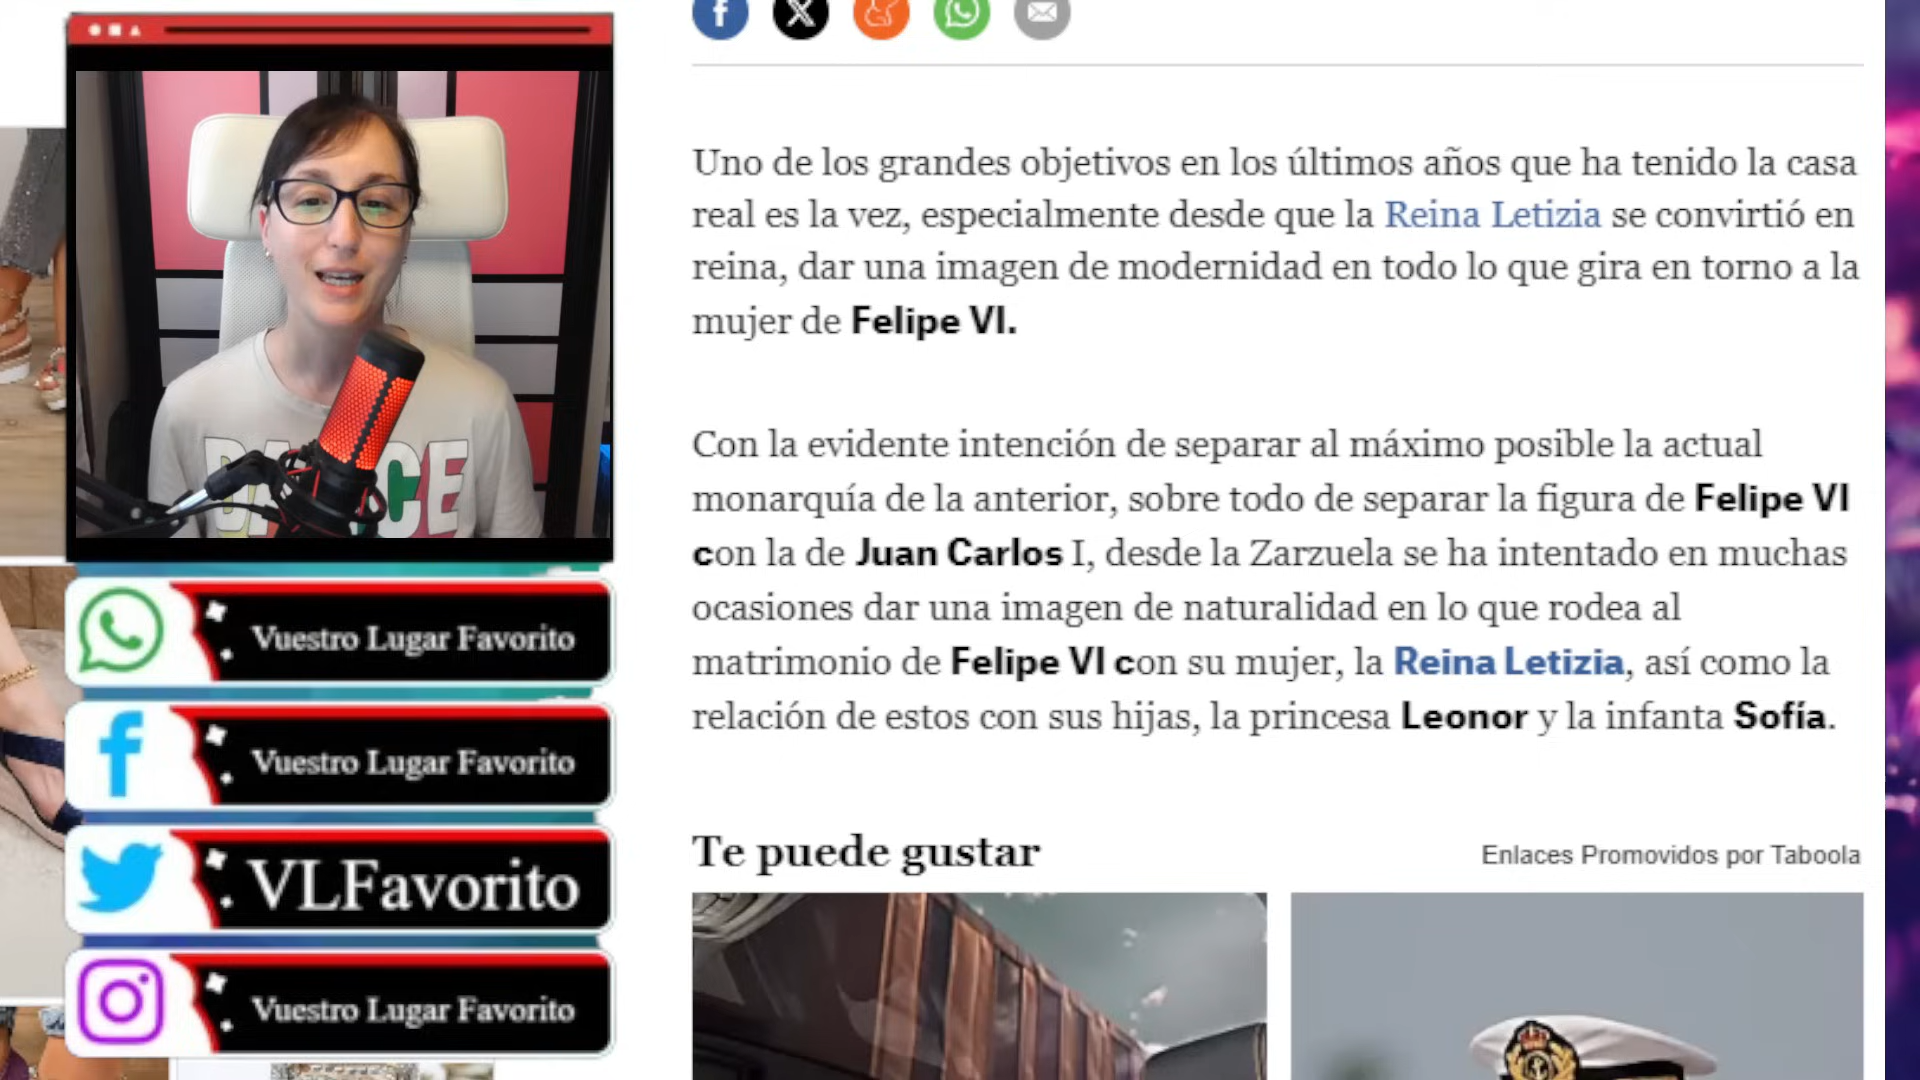 Uno de los grandes objetivos en los últimos años que ha tenido la casa
real es la vez, especialmente desde que la Reina Letizia se convirtió en
reina, dar una imagen de modernidad en todo lo que gira en torno a la
mujer de Felipe VI.
Con la evidente intención de separar al máximo posible la actual
monarquía de la anterior, sobre todo de separar la figura de Felipe VI
con la de Juan Carlos I, desde la Zarzuela se ha intentado en muchas
ocasiones dar una imagen de naturalidad en lo que rodea al
matrimonio de Felipe VI con su mujer, la Reina Letizia, así como la
relación de estos con sus hijas, la princesa Leonor y la infanta Sofía.
Te puede gustar
Enlaces Promovidos por Taboola
DANCE
Vuestro Lugar Favorito
Vuestro Lugar Favorito
VLFavorito
Vuestro Lugar Favorito